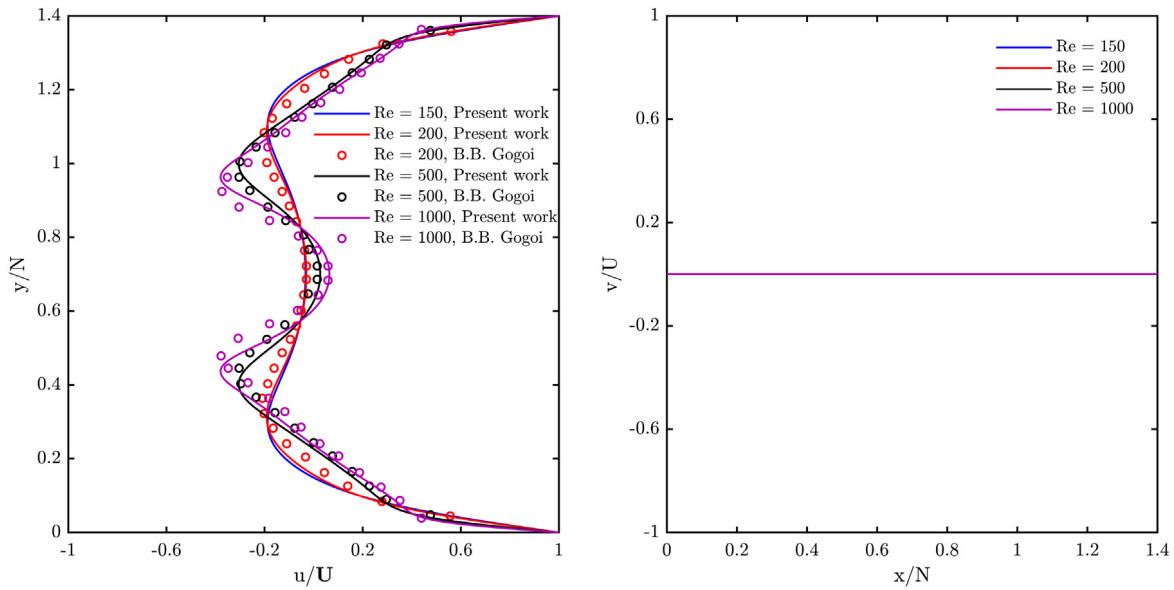 1.4
1.2
1
0.8
0.6
0.4
0.2
0
y/N
-1
-0.6
-0.2
0.2
0.6
1
u/U
Re = 150, Present work
Re = 200, Present work
Re = 200, B.B. Gogoi
Re = 500, Present work
Re = 500, B.B. Gogoi
Re = 1000, Present work
Re = 1000, B.B. Gogoi
1
0.6
0.2
-0.2
-0.6
-1
v/U
0
0.2
0.4
0.6
0.8
1
1.2
1.4
x/N
Re = 150
Re = 200
Re = 500
Re = 1000